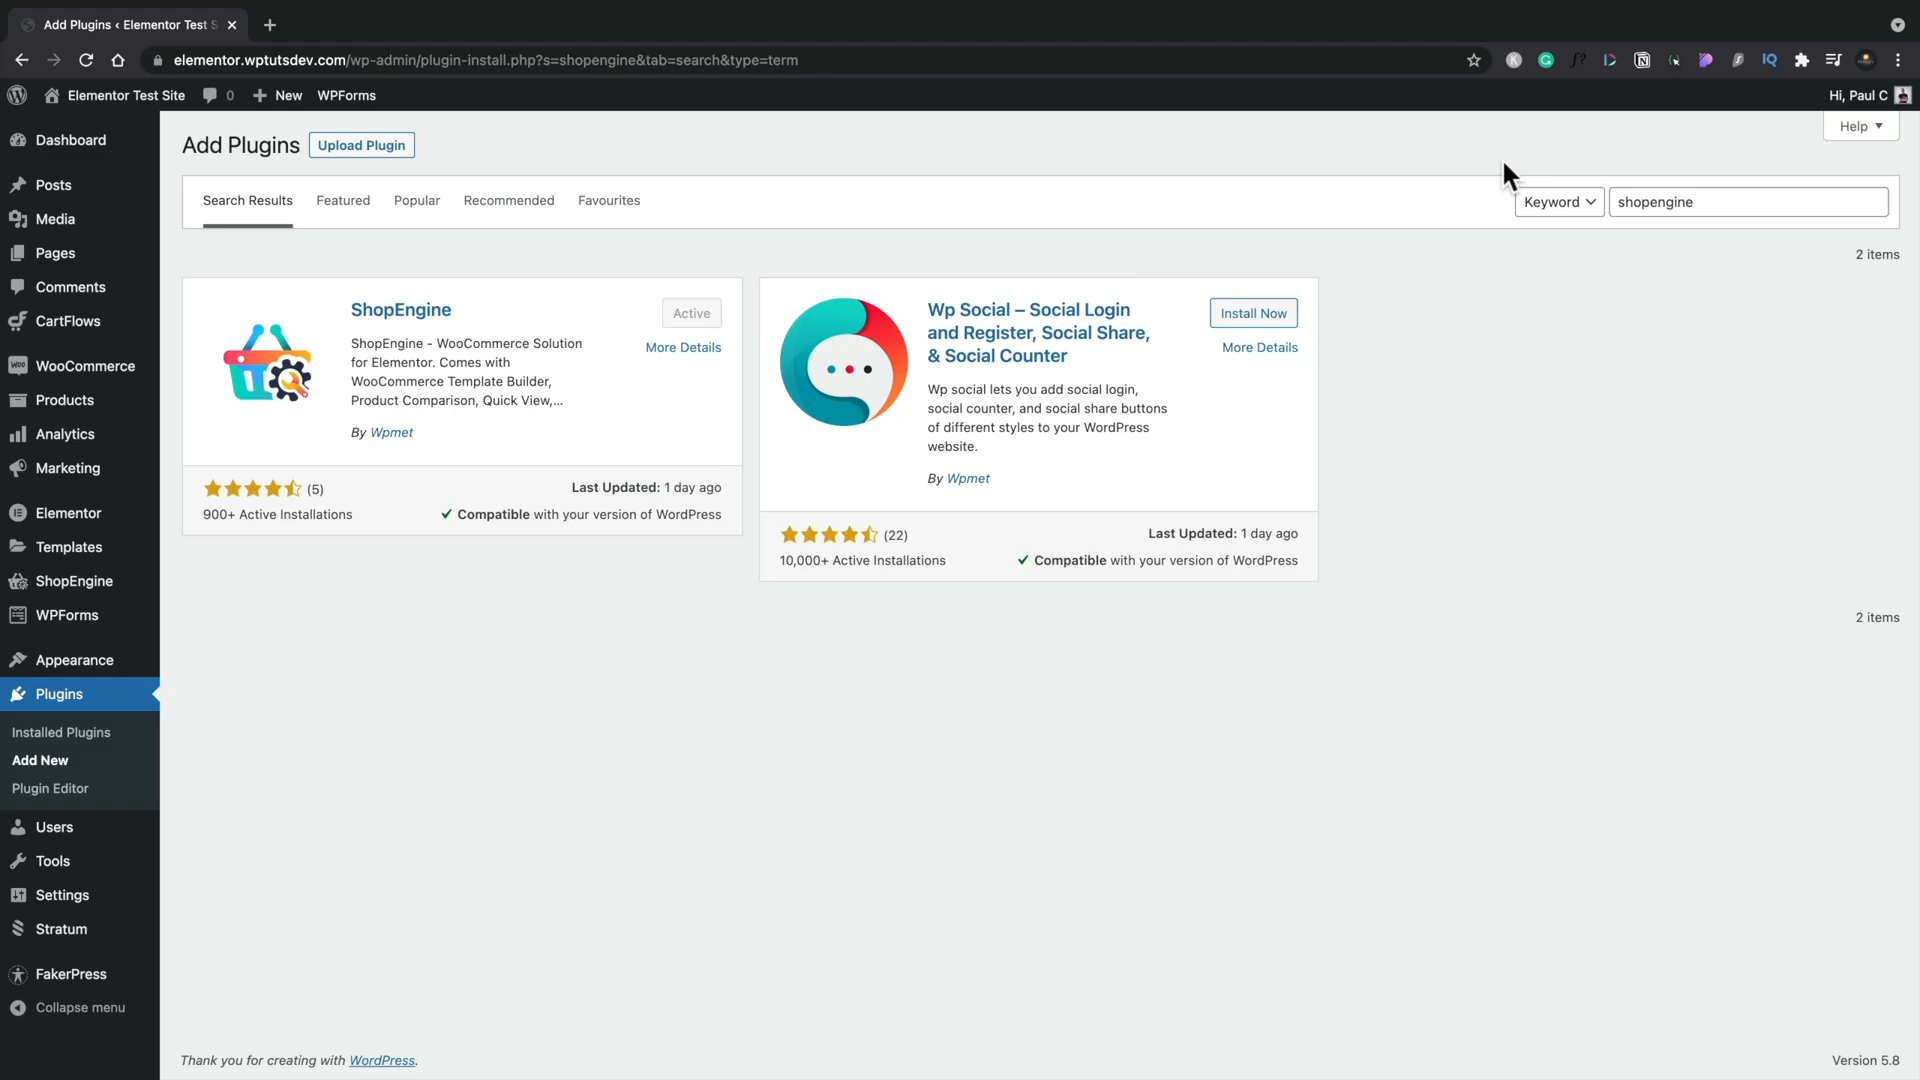 Add Plugins ‹ Elementor Test S
elementor.wptutsdev.com/wp-admin/plugin-install.php?s=shopengine&tab=search&type=term
Elementor Test Site 0 New WPForms Hi, Paul C
Help
Dashboard
Posts
Media
Pages
Comments
CartFlows
WooCommerce
Products
Analytics
Marketing
Elementor
Templates
ShopEngine
WPForms
Appearance
Plugins
Installed Plugins
Add New
Plugin Editor
Users
Tools
Settings
Stratum
FakerPress
Collapse menu
Add Plugins Upload Plugin
Search Results Featured Popular Recommended Favourites Keyword shopengine
2 items
ShopEngine
Active
More Details
ShopEngine - WooCommerce Solution
for Elementor. Comes with
WooCommerce Template Builder,
Product Comparison, Quick View,...
By Wpmet
(5)
Last Updated: 1 day ago
900+ Active Installations
Compatible with your version of WordPress
Wp Social – Social Login
and Register, Social Share,
& Social Counter
Install Now
More Details
Wp social lets you add social login,
social counter, and social share buttons
of different styles to your WordPress
website.
By Wpmet
(22)
Last Updated: 1 day ago
10,000+ Active Installations
Compatible with your version of WordPress
2 items
Thank you for creating with WordPress.
Version 5.8